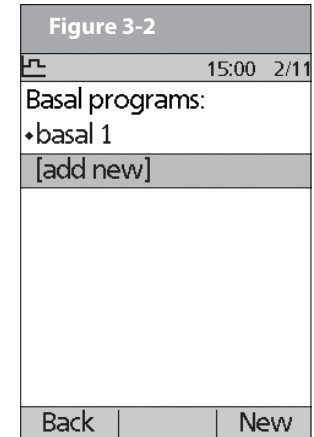 Figure 3-2
15:00 2/11
Basal programs:
◆basal 1
[add new]
Back New